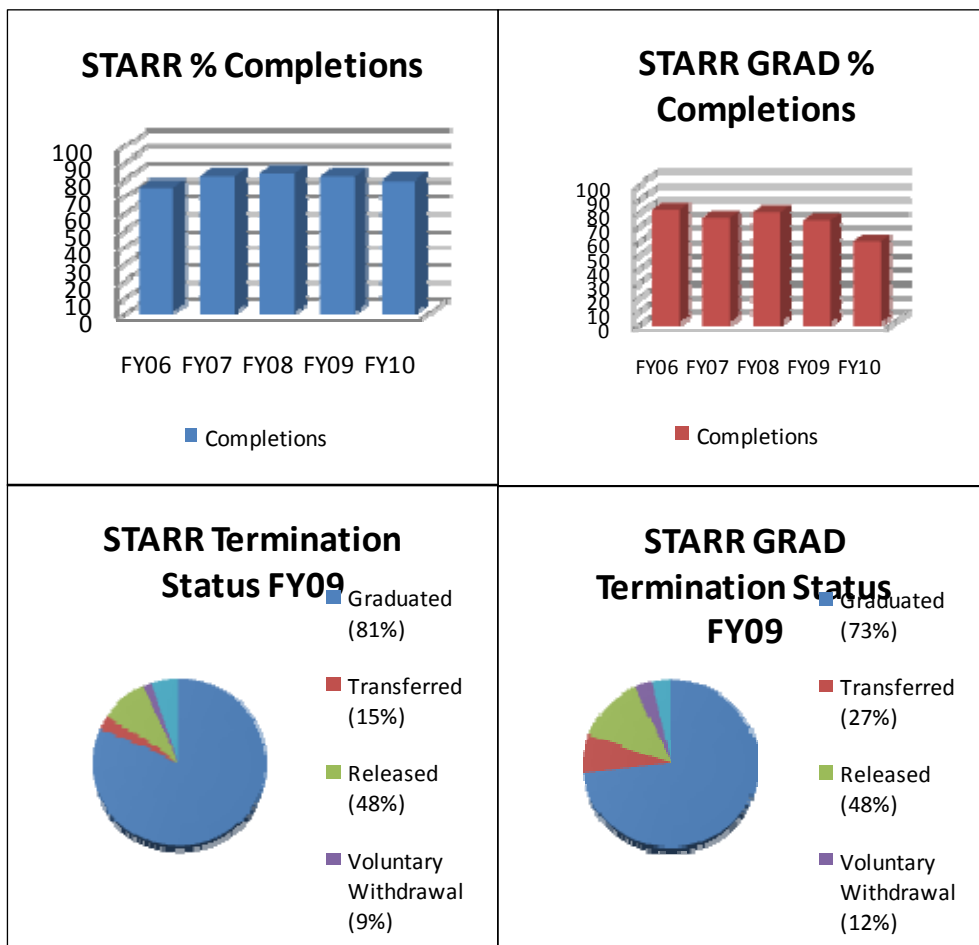 STARR % Completions
100
90
80
70
60
50
40
30
20
10
0
FY06 FY07 FY08 FY09 FY10
Completions
STARR GRAD %
Completions
100
90
80
70
60
50
40
30
20
10
0
FY06 FY07 FY08 FY09 FY10
Completions
STARR Termination
Status FY09
Graduated
(81%)
Transferred
(15%)
Released
(48%)
Voluntary
Withdrawal
(9%)
STARR GRAD
Termination Status
FY09
Graduated
(73%)
Transferred
(27%)
Released
(48%)
Voluntary
Withdrawal
(12%)